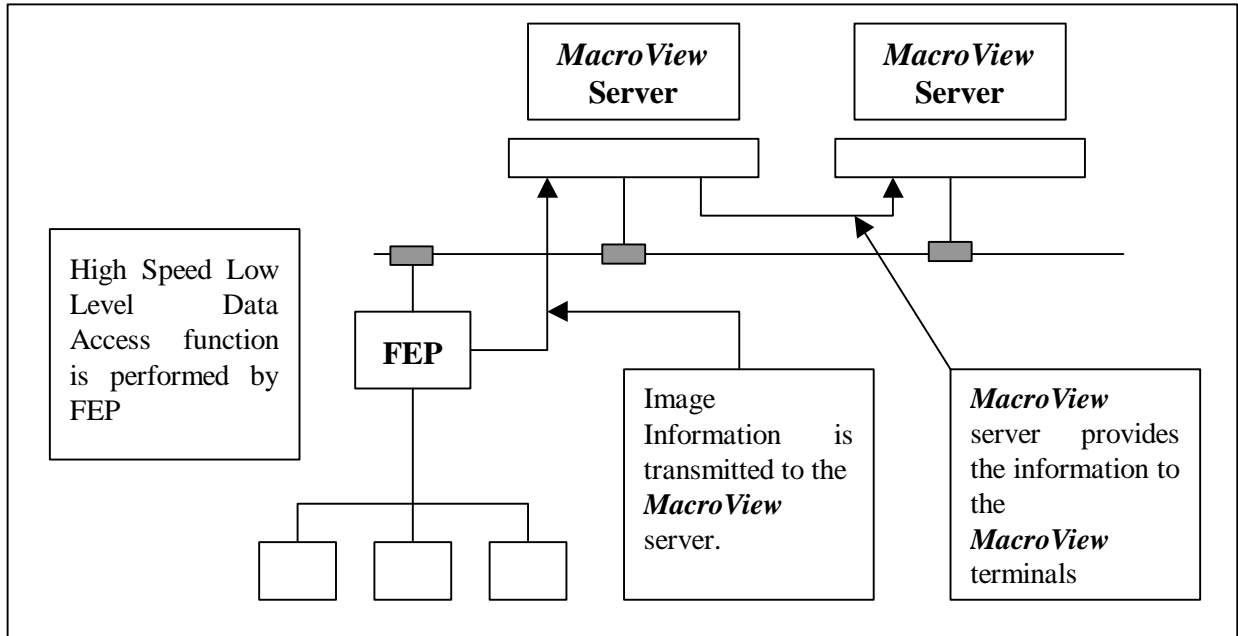 MacroView
Server
MacroView
Server
High Speed Low
Level Data
Access function
is performed by
FEP
FEP
Image
Information is
transmitted to the
MacroView
server.
MacroView
server provides
the information to
the
MacroView
terminals